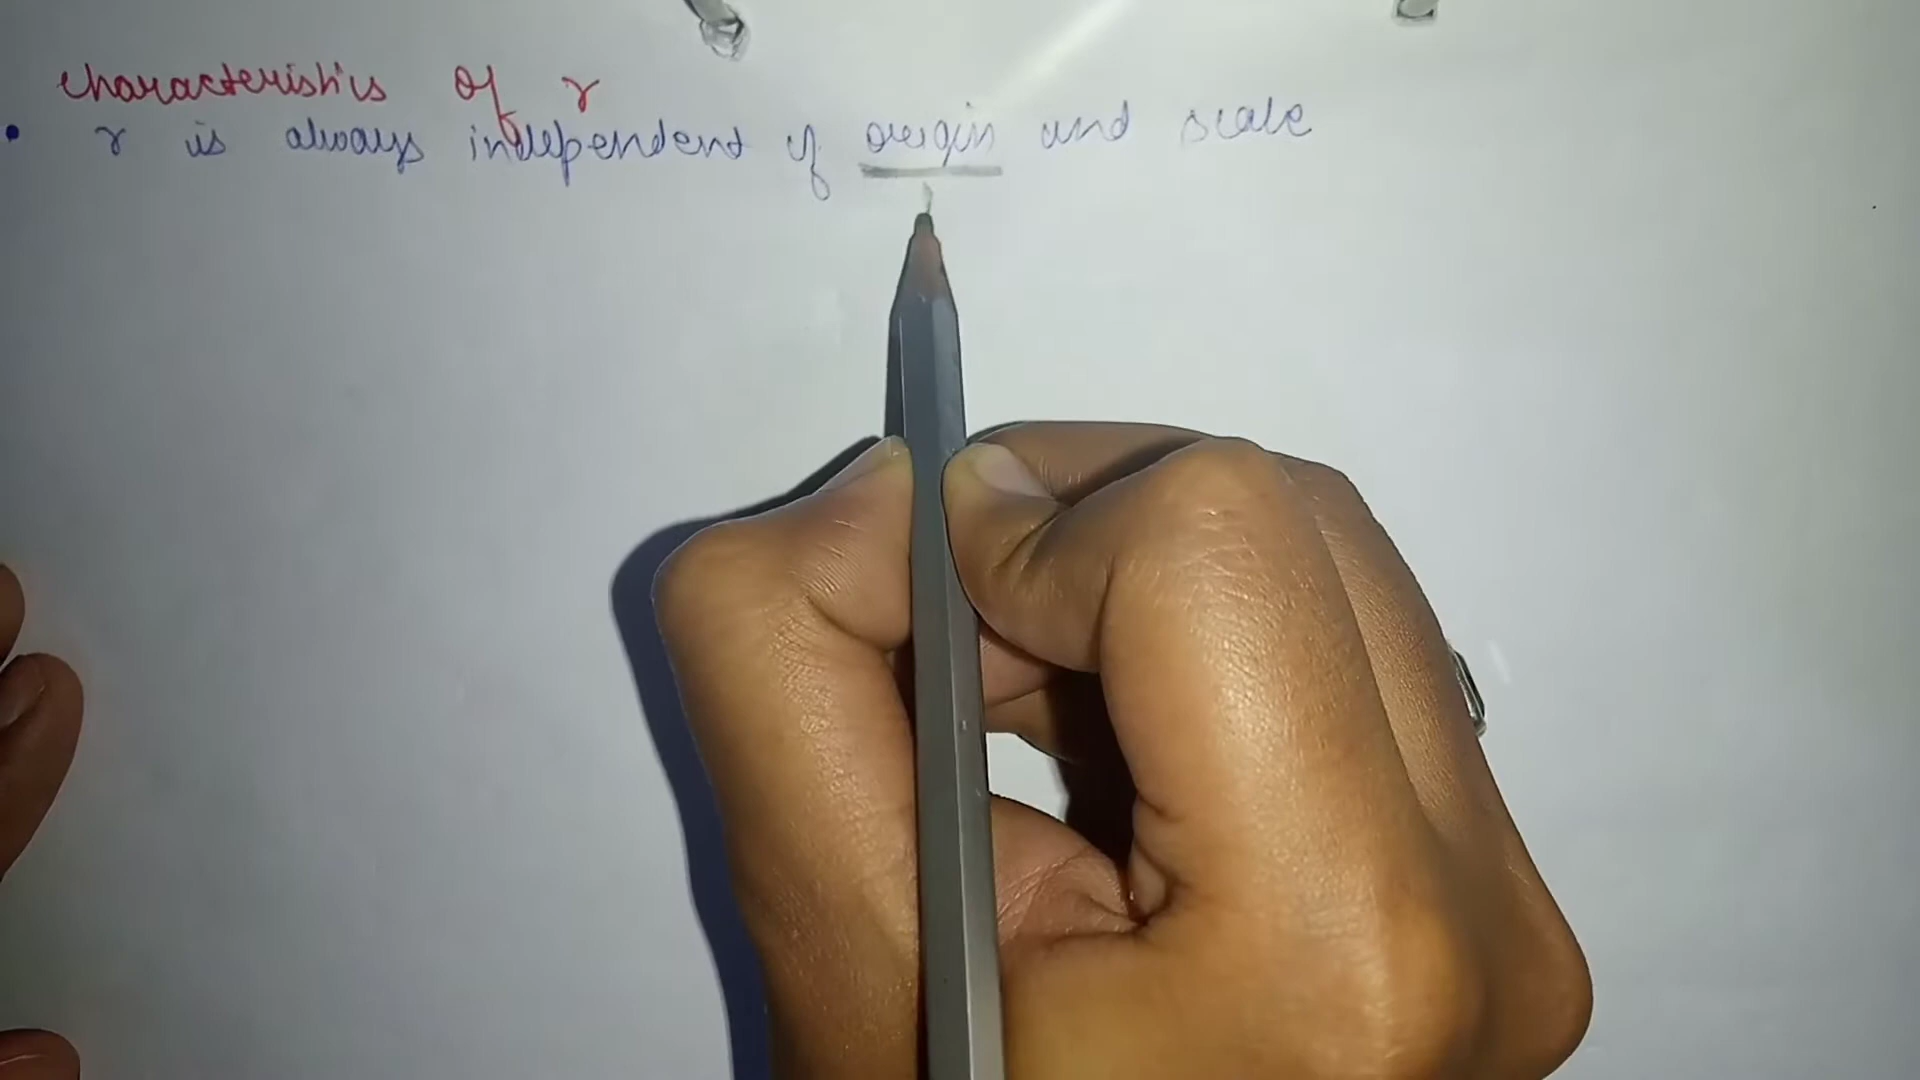 characteristics of r
• r is always independent of origin and scale